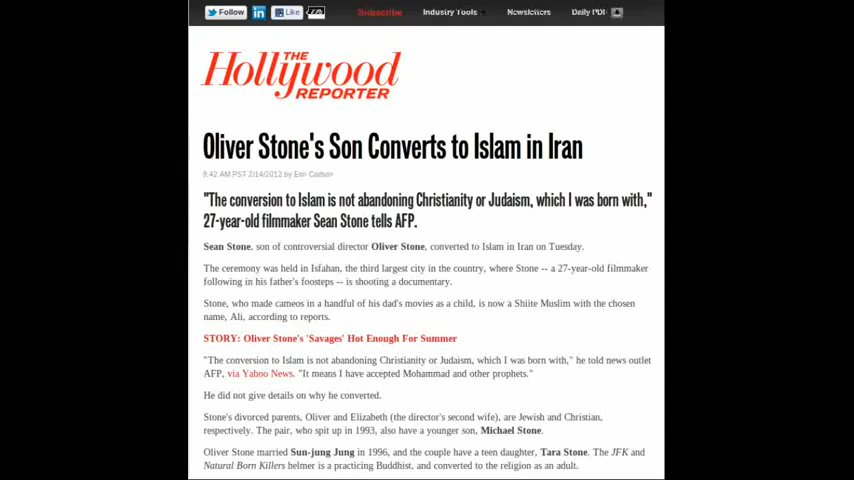 Follow
in
Like
Subscribe
Industry Tools
Newsletters
Daily PDF
THE
Hollywood
REPORTER
Oliver Stone's Son Converts to Islam in Iran
9:42 AM PST 2/14/2012 by Erin Carlson
"The conversion to Islam is not abandoning Christianity or Judaism, which I was born with,"
27-year-old filmmaker Sean Stone tells AFP.
Sean Stone, son of controversial director Oliver Stone, converted to Islam in Iran on Tuesday.
The ceremony was held in Isfahan, the third largest city in the country, where Stone -- a 27-year-old filmmaker
following in his father's foosteps -- is shooting a documentary.
Stone, who made cameos in a handful of his dad's movies as a child, is now a Shiite Muslim with the chosen
name, Ali, according to reports.
STORY: Oliver Stone's 'Savages' Hot Enough For Summer
"The conversion to Islam is not abandoning Christianity or Judaism, which I was born with," he told news outlet
AFP, via Yahoo News. "It means I have accepted Mohammad and other prophets."
He did not give details on why he converted.
Stone's divorced parents, Oliver and Elizabeth (the director's second wife), are Jewish and Christian,
respectively. The pair, who spit up in 1993, also have a younger son, Michael Stone.
Oliver Stone married Sun-jung Jung in 1996, and the couple have a teen daughter, Tara Stone. The JFK and
Natural Born Killers helmer is a practicing Buddhist, and converted to the religion as an adult.